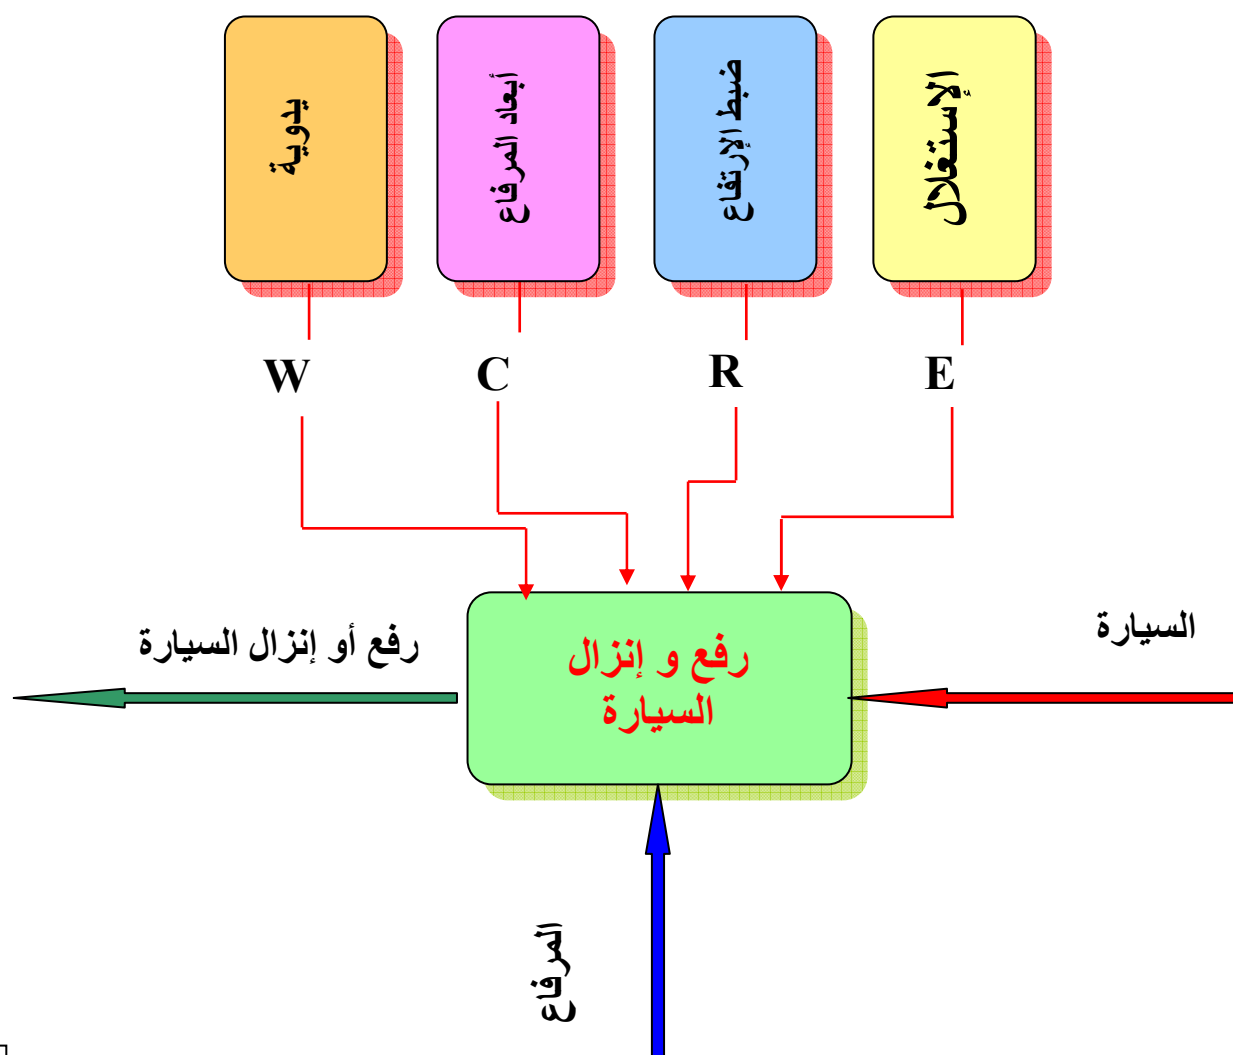 الإستغلال
ضبط الإرتفاع
أبعاد المرفاع
يدوية
E
R
C
W
السيارة
رفع و إنزال
السيارة
رفع أو إنزال السيارة
المرفاع